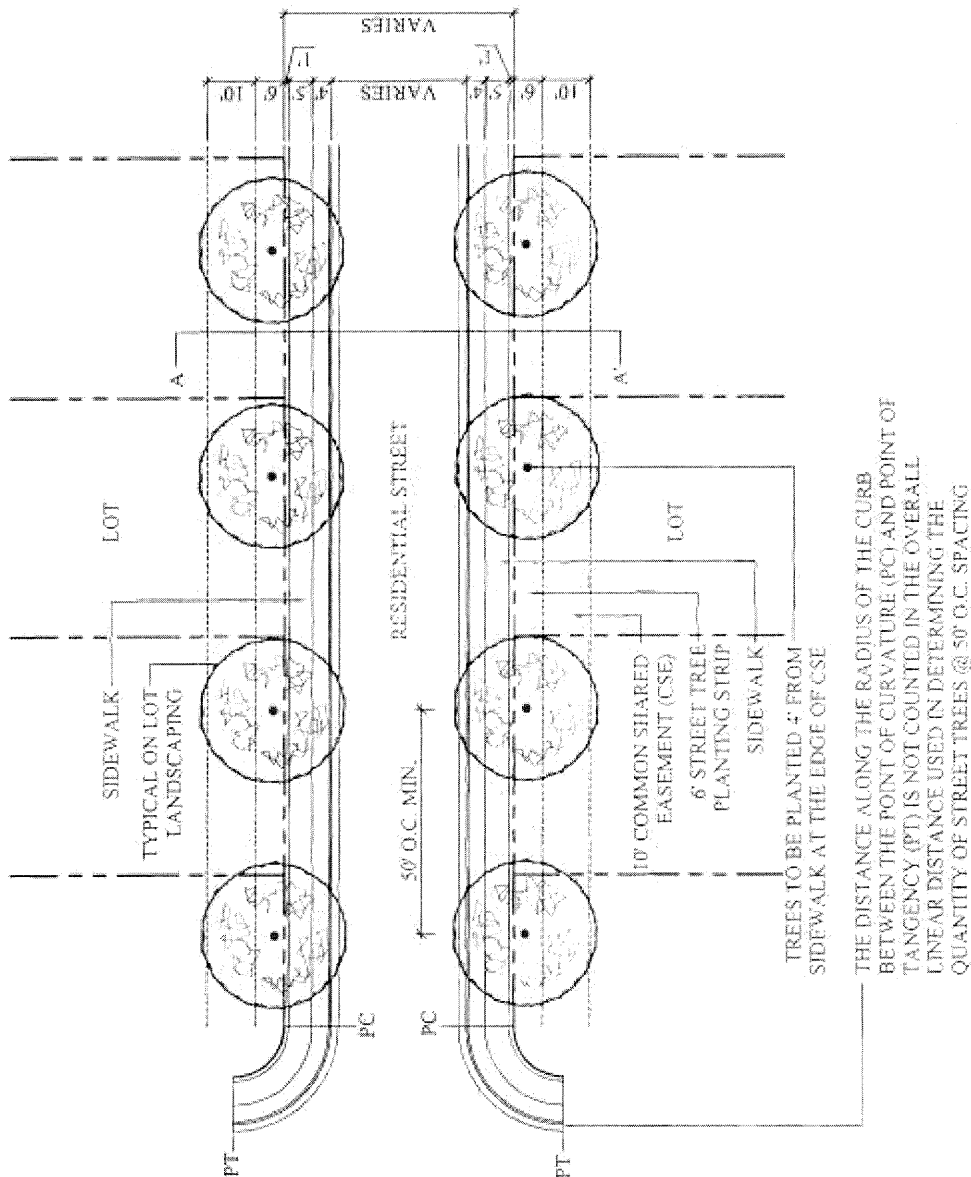 VARIES
1'
10'
6'
5'
4'
VARIES
4'
5'
1'
6'
10'
A
A'
LOT
RESIDENTIAL STREET
LOT
SIDEWALK
TYPICAL ON LOT
LANDSCAPING
50' O.C. MIN.
10' COMMON SHARED
EASEMENT (CSE)
6' STREET TREE
PLANTING STRIP
SIDEWALK
TREES TO BE PLANTED 4' FROM
SIDEWALK AT THE EDGE OF CSE
THE DISTANCE ALONG THE RADIUS OF THE CURB
BETWEEN THE POINT OF CURVATURE (PC) AND POINT OF
TANGENCY (PT) IS NOT COUNTED IN THE OVERALL
LINEAR DISTANCE USED IN DETERMINING THE
QUANTITY OF STREET TREES @ 50' O.C. SPACING
PC
PC
PT
PT